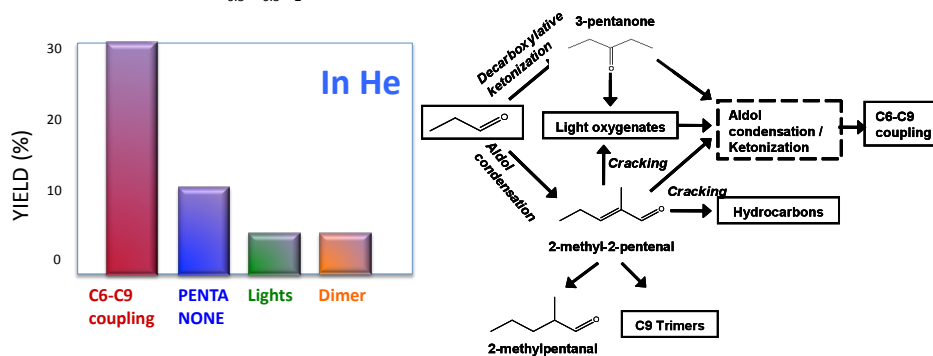 In He
YIELD (%)
30
20
10
0
C6-C9
coupling
PENTA
NONE
Lights
Dimer
3-pentanone
O
Decarboxylative
ketonization
O
Aldol
condensation
Light oxygenates
Aldol
condensation /
Ketonization
C6-C9
coupling
Cracking
Cracking
O
Hydrocarbons
2-methyl-2-pentenal
O
C9 Trimers
2-methylpentanal